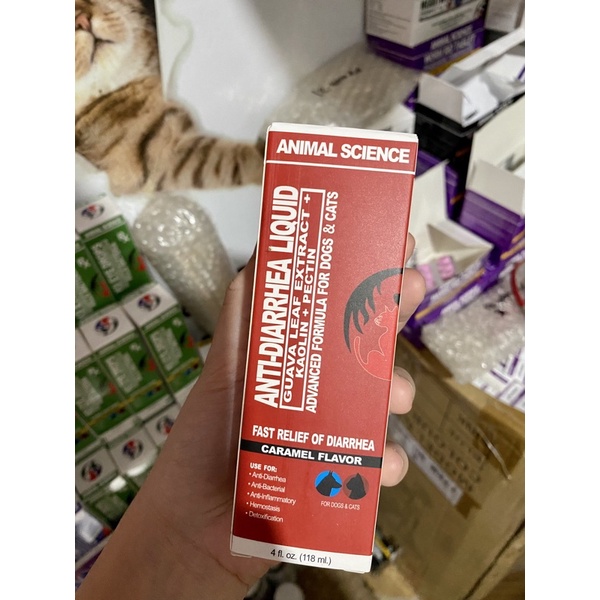 ANIMAL SCIENCE
ANTI-DIARRHEA LIQUID
GUAVA LEAF EXTRACT +
KAOLIN + PECTIN
ADVANCED FORMULA FOR DOGS & CATS
FAST RELIEF OF DIARRHEA
CARAMEL FLAVOR
USE FOR:
• Anti-Diarrhea
• Anti-Bacterial
• Anti-Inflammatory
• Hemostasis
• Detoxification
FOR DOGS & CATS
4 fl. oz. (118 ml.)
ANIMAL SCIENCE